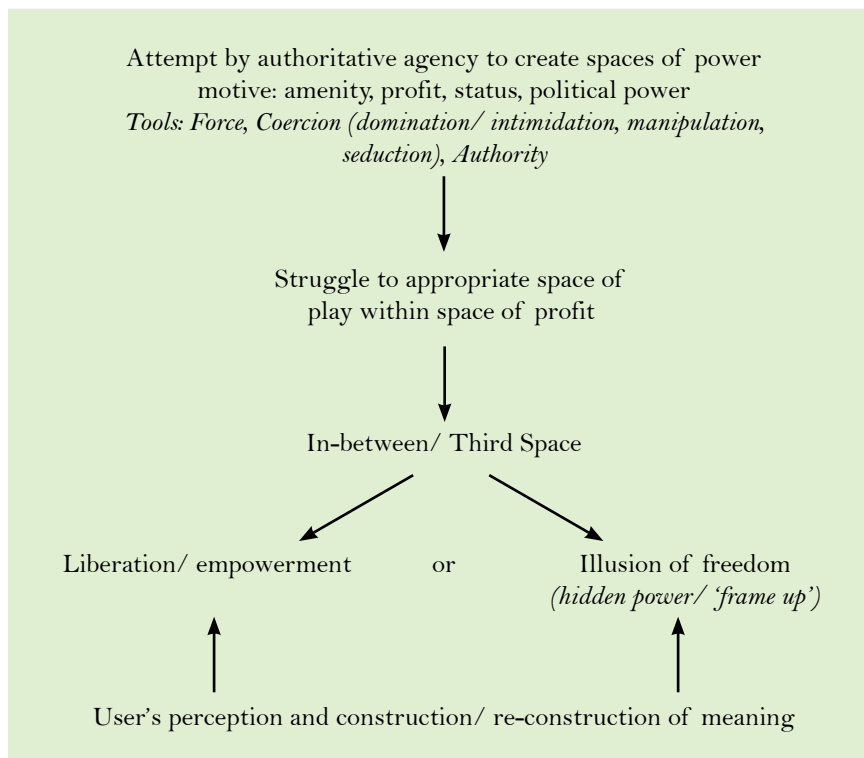 Attempt by authoritative agency to create spaces of power
motive: amenity, profit, status, political power
Tools: Force, Coercion (domination/ intimidation, manipulation,
seduction), Authority
Struggle to appropriate space of
play within space of profit
In-between/ Third Space
Liberation/ empowerment or Illusion of freedom
(hidden power/ ‘frame up’)
User’s perception and construction/ re-construction of meaning